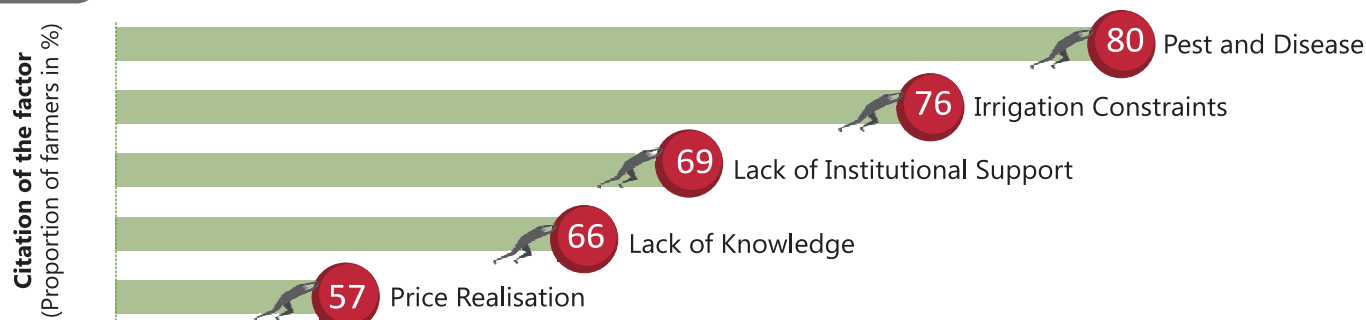 Citation of the factor
(Proportion of farmers in %)
80 Pest and Disease
76 Irrigation Constraints
69 Lack of Institutional Support
66 Lack of Knowledge
57 Price Realisation